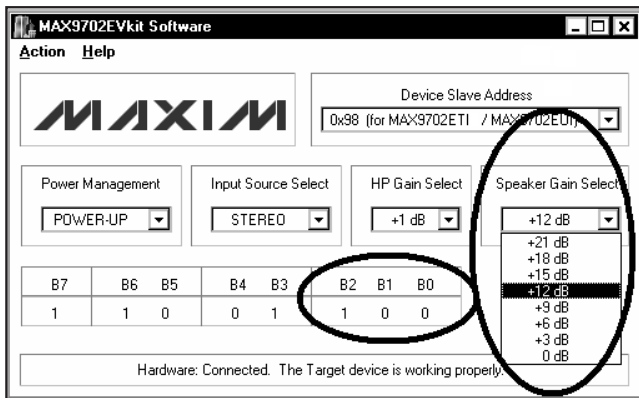 MAX9702EVkit Software
Action Help
MAXIM
Device Slave Address
0x98 (for MAX9702ETI / MAX9702EUI)
Power Management
Input Source Select
HP Gain Select
Speaker Gain Select
POWER-UP
STEREO
+1 dB
+12 dB
+21 dB
+18 dB
+15 dB
+12 dB
+9 dB
+6 dB
+3 dB
0 dB
B7 B6 B5 B4 B3 B2 B1 B0
1 1 0 0 1 1 0 0
Hardware: Connected. The Target device is working properly.